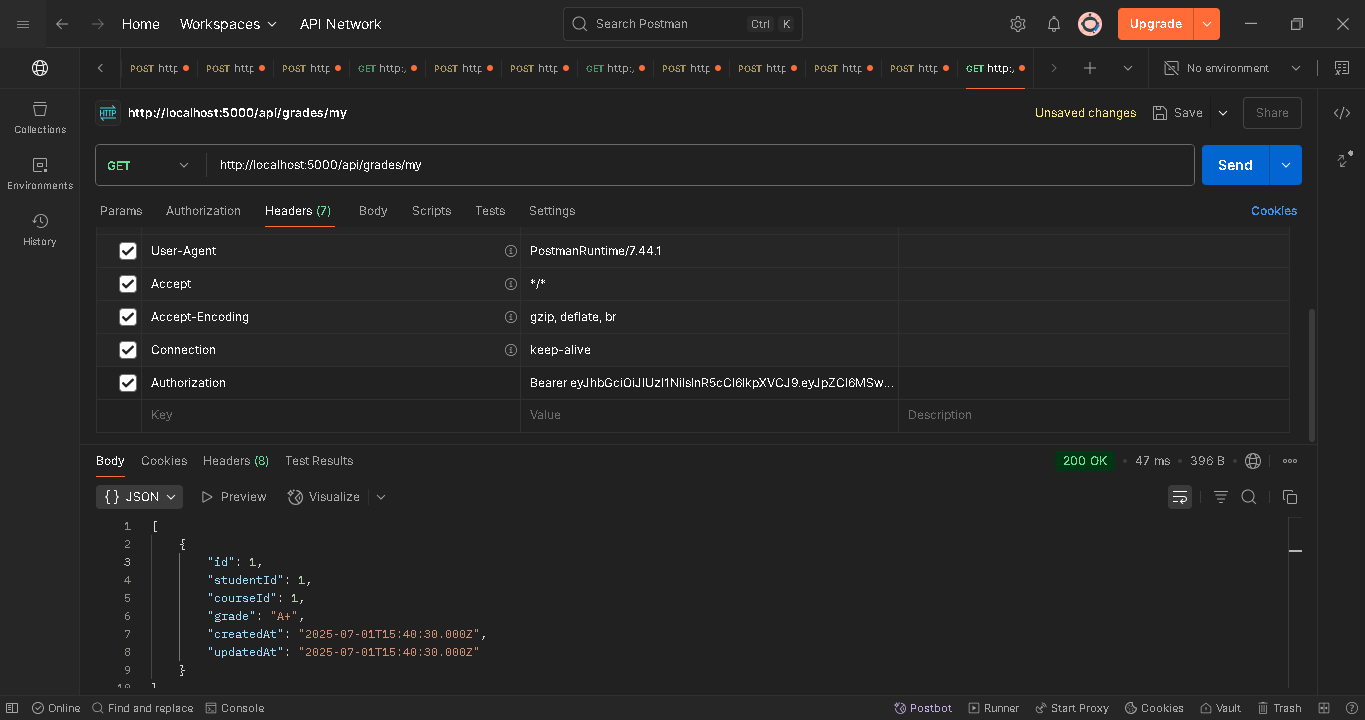 Home Workspaces API Network Search Postman Ctrl K Upgrade
POST http POST http POST http GET http:, POST http POST http GET http:, POST http POST http POST http POST http GET http:, No environment
HTTP http://localhost:5000/api/grades/my Unsaved changes Save Share
GET http://localhost:5000/api/grades/my Send
Params Authorization Headers (7) Body Scripts Tests Settings Cookies
User-Agent PostmanRuntime/7.44.1
Accept */*
Accept-Encoding gzip, deflate, br
Connection keep-alive
Authorization Bearer
Key Value Description
Collections
Environments
History
Body Cookies Headers (8) Test Results 200 OK • 47 ms • 396 B
{} JSON Preview Visualize
1 [
2 {
3 "id": 1,
4 "studentId": 1,
5 "courseId": 1,
6 "grade": "A+",
7 "createdAt": "2025-07-01T15:40:30.000Z",
8 "updatedAt": "2025-07-01T15:40:30.000Z"
9 }
10 ]
Online Find and replace Console Postbot Runner Start Proxy Cookies Vault Trash